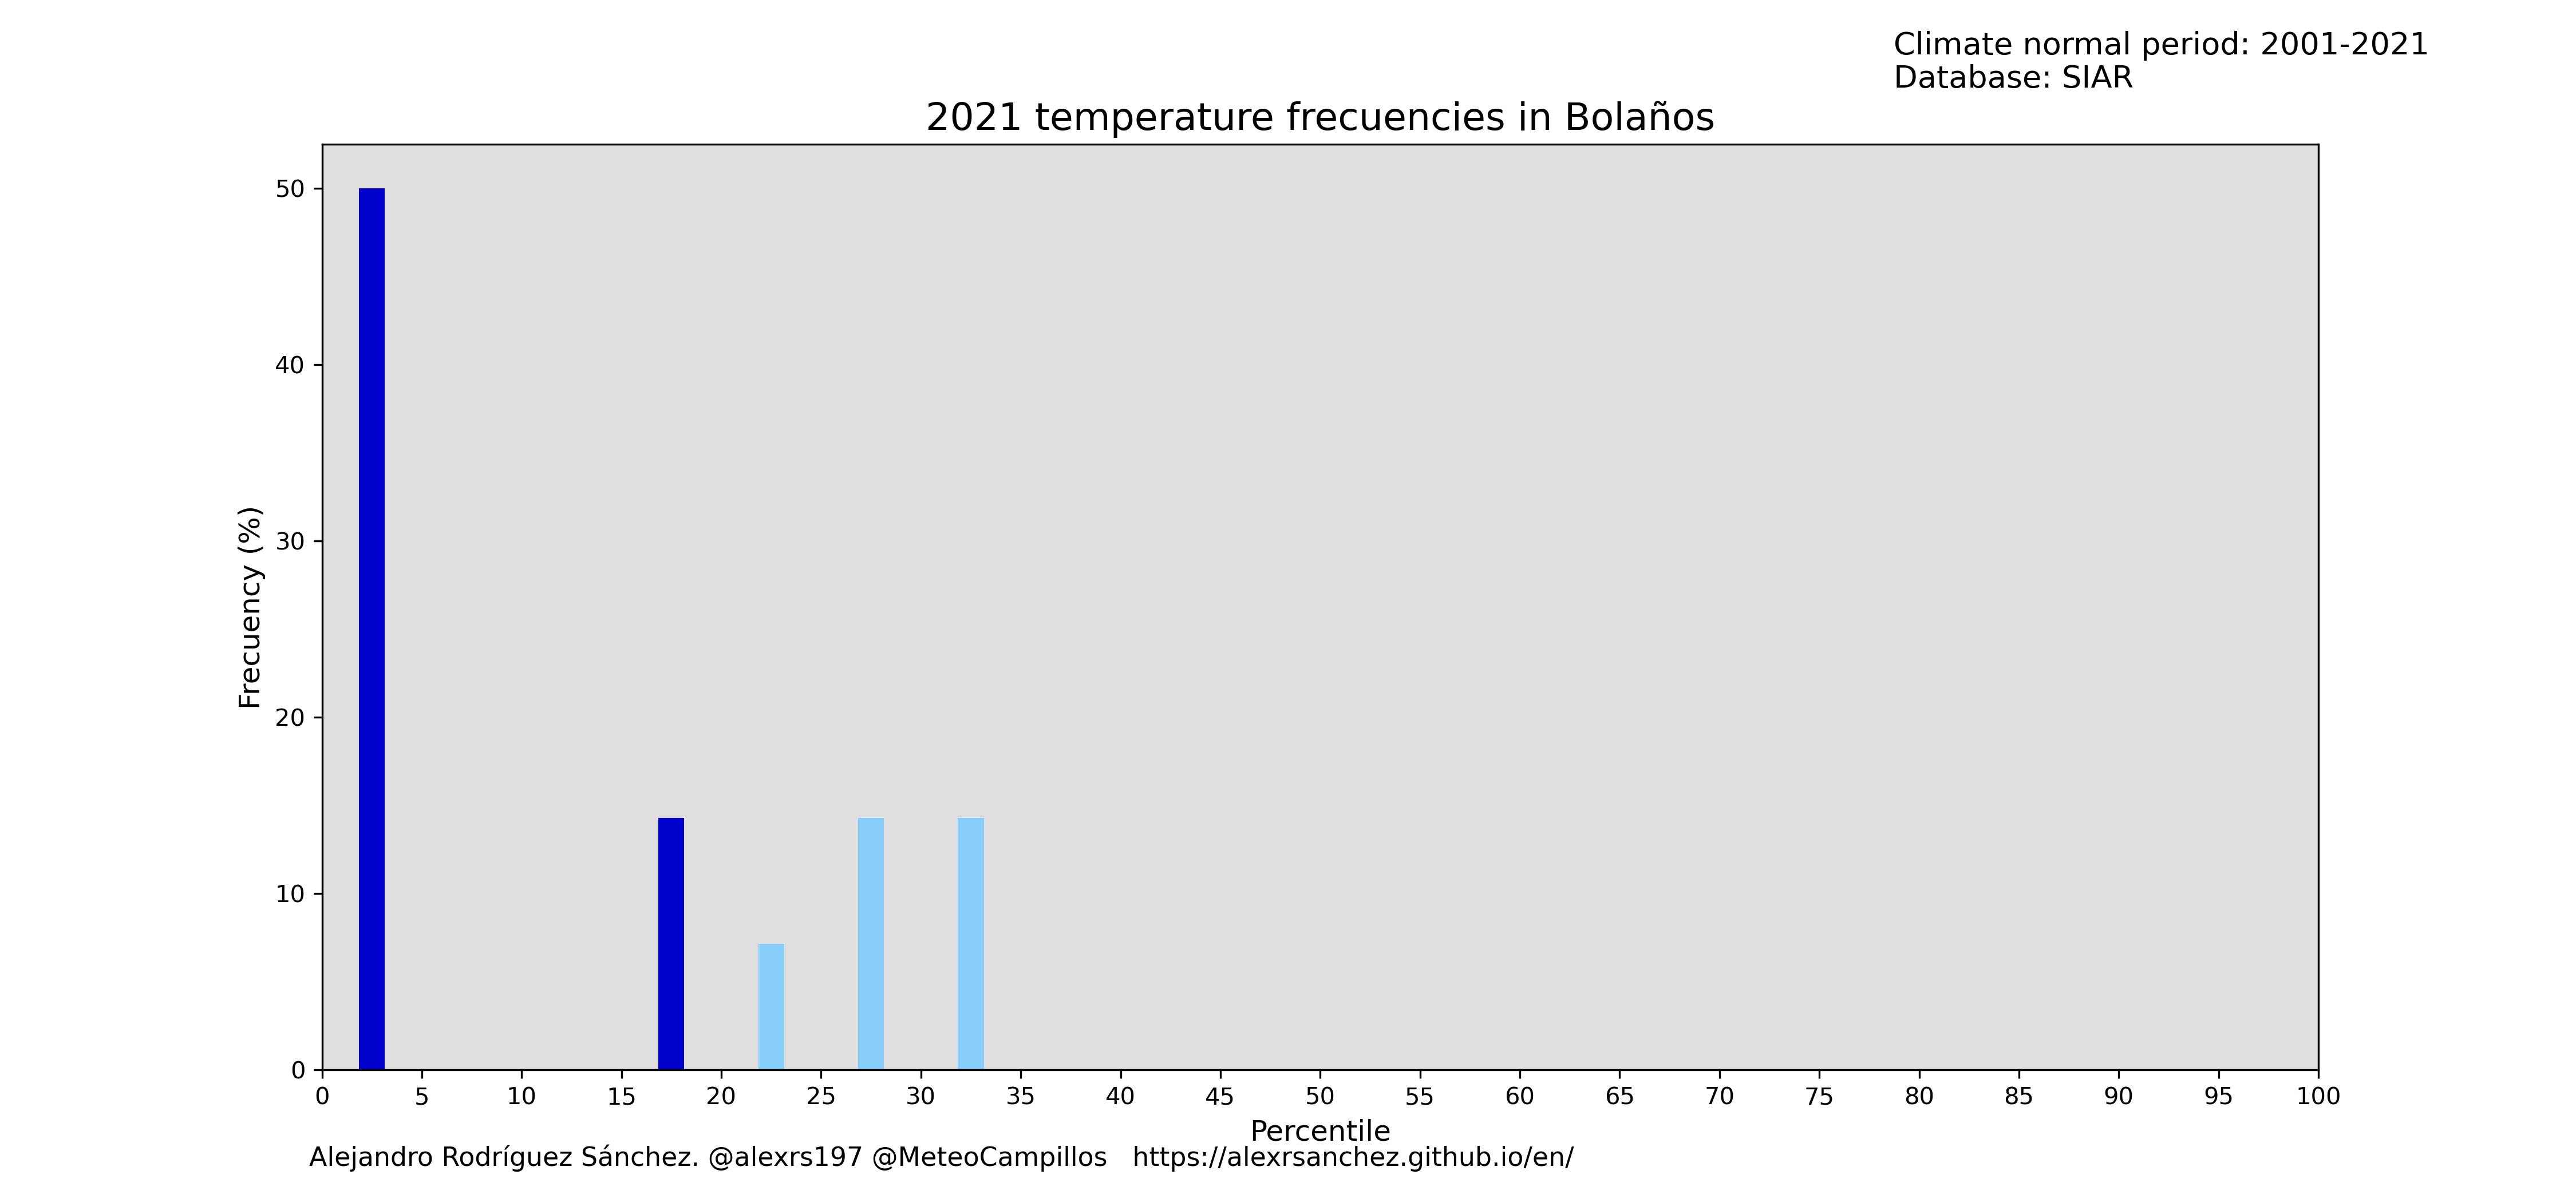 Climate normal period: 2001-2021
Database: SIAR
2021 temperature frecuencies in Bolaños
50
40
30
20
10
0
Frecuency (%)
0 5 10 15 20 25 30 35 40 45 50 55 60 65 70 75 80 85 90 95 100
Percentile
Alejandro Rodríguez Sánchez. @alexrs197 @MeteoCampillos   https://alexrsanchez.github.io/en/